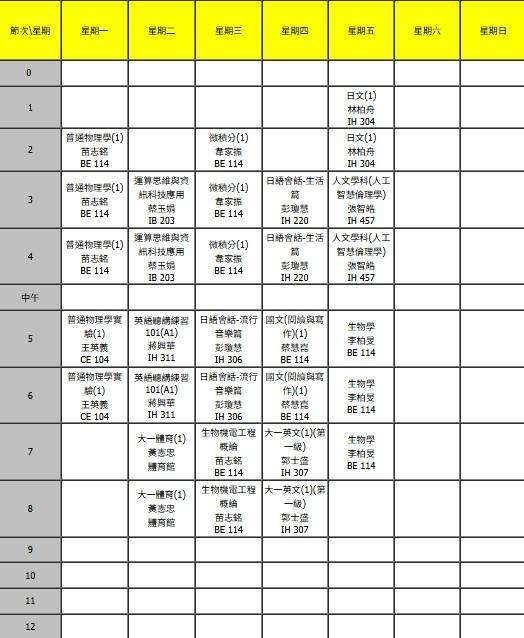 節次\星期 星期一 星期二 星期三 星期四 星期五 星期六 星期日
0
1
日文(1)
林柏舟
IH 304
2
普通物理學(1)
苗志銘
BE 114
微積分(1)
韋家振
BE 114
日文(1)
林柏舟
IH 304
3
普通物理學(1)
苗志銘
BE 114
運算思維與資
訊科技應用
蔡玉娟
IB 203
微積分(1)
韋家振
BE 114
日語會話-生活
篇
彭瓊慧
IH 220
人文學科(人工
智慧倫理學)
張智皓
IH 457
4
普通物理學(1)
苗志銘
BE 114
運算思維與資
訊科技應用
蔡玉娟
IB 203
微積分(1)
韋家振
BE 114
日語會話-生活
篇
彭瓊慧
IH 220
人文學科(人工
智慧倫理學)
張智皓
IH 457
中午
5
普通物理學實
驗(1)
王英義
CE 104
英語聽講練習
101(A1)
蔣興華
IH 311
日語會話-流行
音樂篇
彭瓊慧
IH 306
國文(閱論與寫
作)(1)
蔡慧崑
BE 114
生物學
李柏旻
BE 114
6
普通物理學實
驗(1)
王英義
CE 104
英語聽講練習
101(A1)
蔣興華
IH 311
日語會話-流行
音樂篇
彭瓊慧
IH 306
國文(閱論與寫
作)(1)
蔡慧崑
BE 114
生物學
李柏旻
BE 114
7
大一體育(1)
黃憲忠
體育館
生物機電工程
概論
苗志銘
BE 114
大一英文(1)(第
一級)
郭士盛
IH 307
生物學
李柏旻
BE 114
8
大一體育(1)
黃憲忠
體育館
生物機電工程
概論
苗志銘
BE 114
大一英文(1)(第
一級)
郭士盛
IH 307
9
10
11
12